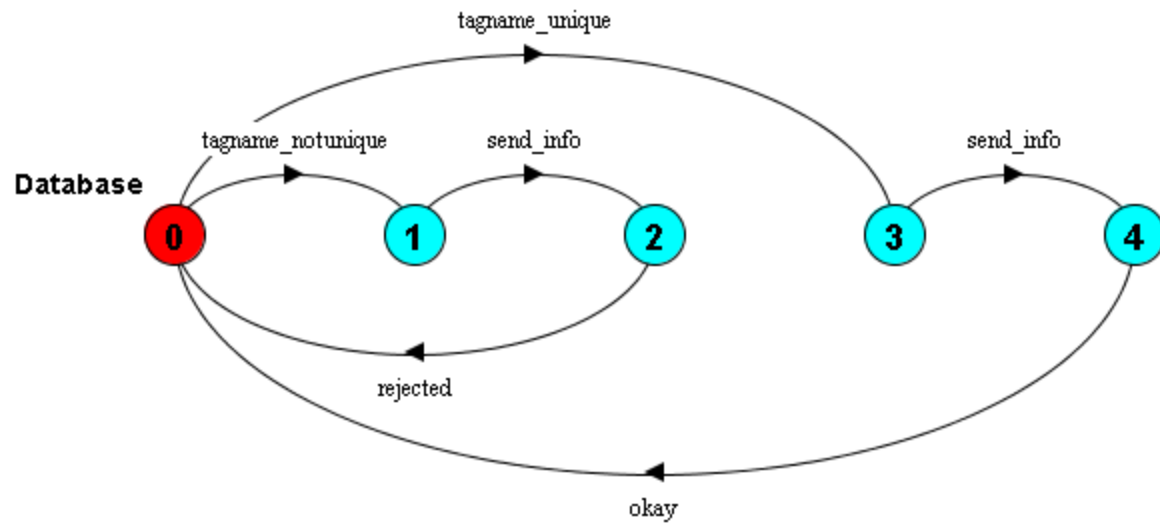 tagname_unique
tagname_notunique
send_info
send_info
Database
0
1
2
3
4
rejected
okay